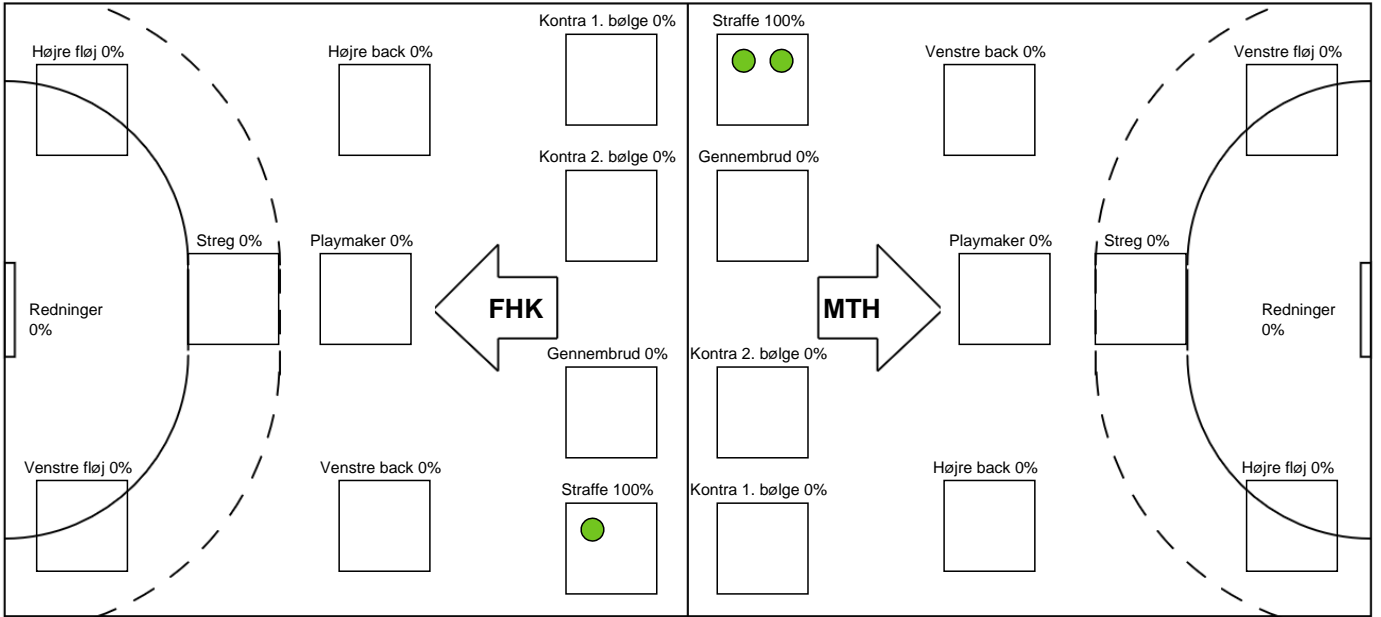 Kontra 1. bølge 0%
Straffe 100%
Højre fløj 0%
Højre back 0%
Venstre back 0%
Venstre fløj 0%
Kontra 2. bølge 0%
Gennembrud 0%
Streg 0%
Playmaker 0%
Playmaker 0%
Streg 0%
Redninger
0%
FHK
MTH
Redninger
0%
Gennembrud 0%
Kontra 2. bølge 0%
Venstre fløj 0%
Venstre back 0%
Højre back 0%
Højre fløj 0%
Straffe 100%
Kontra 1. bølge 0%